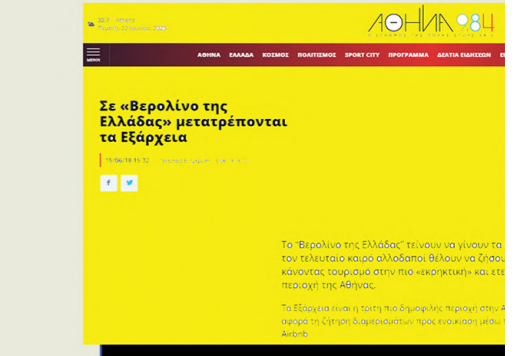 ΑΘΗΝΑ 984
ΜΕΝΟΥ
ΑΘΗΝΑ ΕΛΛΑΔΑ ΚΟΣΜΟΣ ΠΟΛΙΤΙΣΜΟΣ SPORT CITY ΠΡΟΓΡΑΜΜΑ ΔΕΛΤΙΑ ΕΙΔΗΣΕΩΝ
Σε «Βερολίνο της
Ελλάδας» μετατρέπονται
τα Εξάρχεια
Το "Βερολίνο της Ελλάδας" τείνουν να γίνουν τα
τον τελευταίο καιρό αλλοδαποί θέλουν να ζήσου
κάνοντας τουρισμό στην πιο «εκρηκτική» και ετε
περιοχή της Αθήνας.
Τα Εξάρχεια είναι η τρίτη πιο δημοφιλής περιοχή στην Α
αφορά τη ζήτηση διαμερισμάτων προς ενοικίαση μέσω
Airbnb